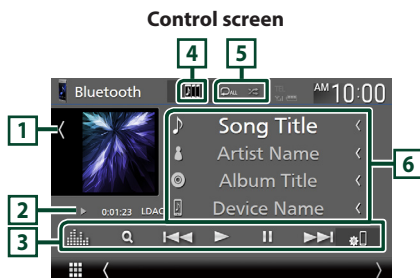 Control screen
4 5
Bluetooth ALL AM 10:00
1
Song Title
Artist Name
6
Album Title
2
0:01:23 LDAC
Device Name
3